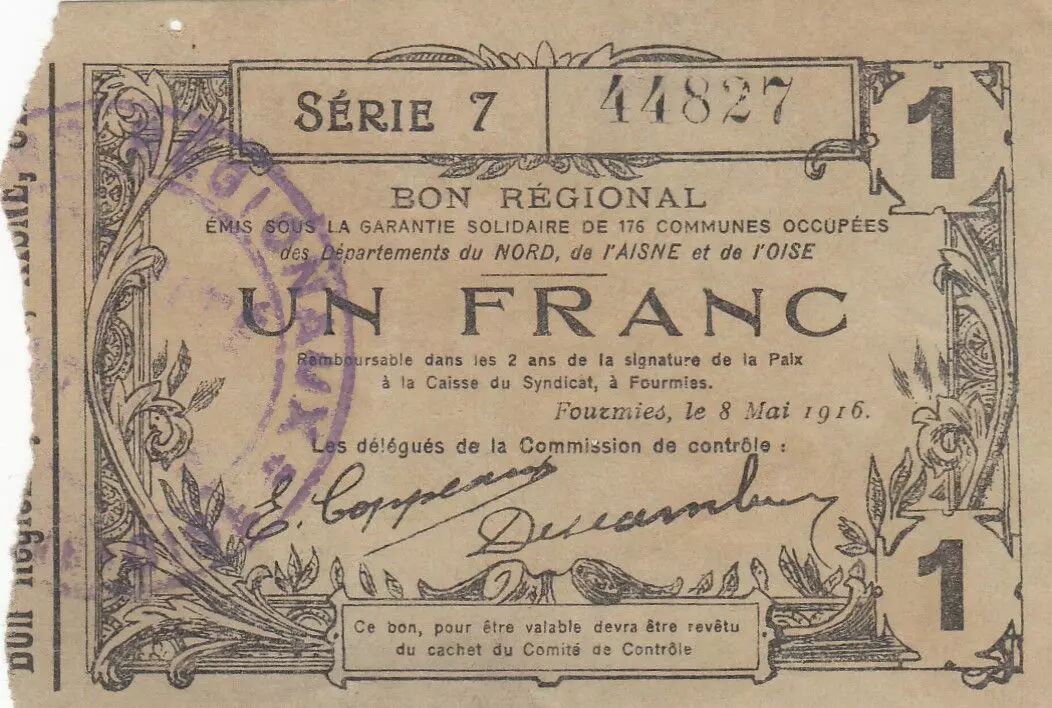 SÉRIE 7
44827
1
BON RÉGIONAL
ÉMIS SOUS LA GARANTIE SOLIDAIRE DE 176 COMMUNES OCCUPÉES
des Départements du NORD, de l'AISNE et de l'OISE
UN FRANC
Remboursable dans les 2 ans de la signature de la Paix
à la Caisse du Syndicat, à Fourmies.
Fourmies, le 8 Mai 1916.
Les délégués de la Commission de contrôle :
E. Coppeaux
1
Ce bon, pour être valable devra être revêtu
du cachet du Comité de Contrôle
AISNE,
RÉGIONAUX